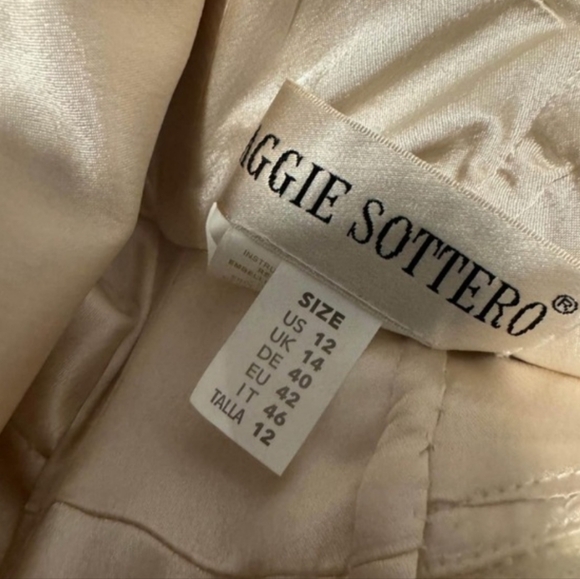 AGGIE SOTTERO®
SIZE
US 12
UK 14
DE 40
EU 42
IT 46
TALLA 12